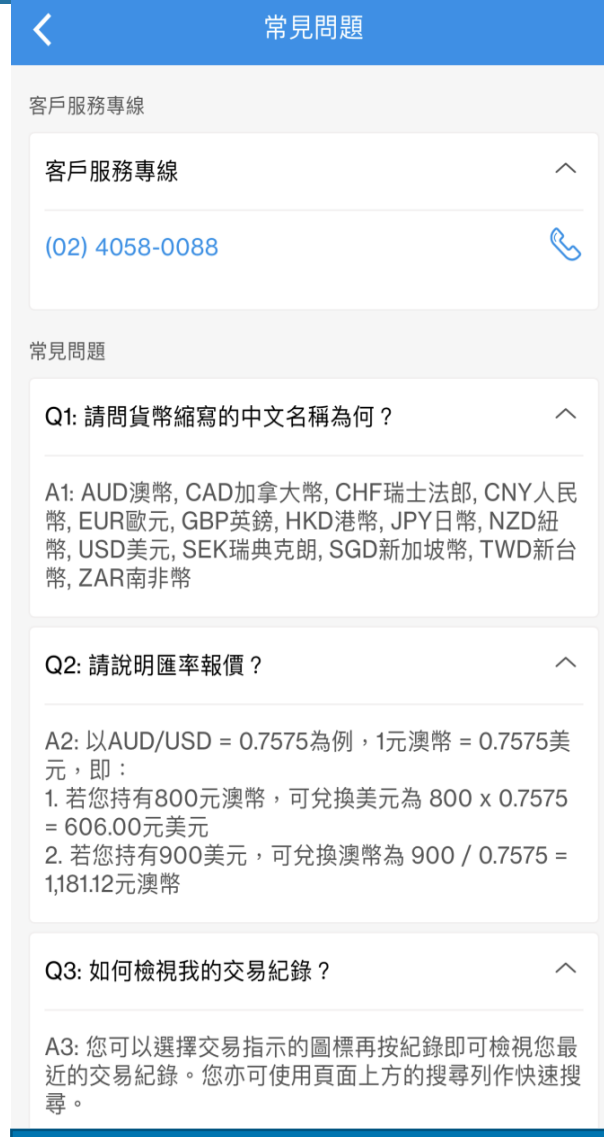 常見問題
客戶服務專線
客戶服務專線
(02) 4058-0088
常見問題
Q1: 請問貨幣縮寫的中文名稱為何？
A1: AUD澳幣, CAD加拿大幣, CHF瑞士法郎, CNY人民
幣, EUR歐元, GBP英鎊, HKD港幣, JPY日幣, NZD紐
幣, USD美元, SEK瑞典克朗, SGD新加坡幣, TWD新台
幣, ZAR南非幣
Q2: 請說明匯率報價？
A2: 以AUD/USD = 0.7575為例，1元澳幣 = 0.7575美
元，即：
1. 若您持有800元澳幣，可兌換美元為 800 x 0.7575
= 606.00元美元
2. 若您持有900美元，可兌換澳幣為 900 / 0.7575 =
1,181.12元澳幣
Q3: 如何檢視我的交易紀錄？
A3: 您可以選擇交易指示的圖標再按紀錄即可檢視您最
近的交易紀錄。您亦可使用頁面上方的搜尋列作快速搜
尋。